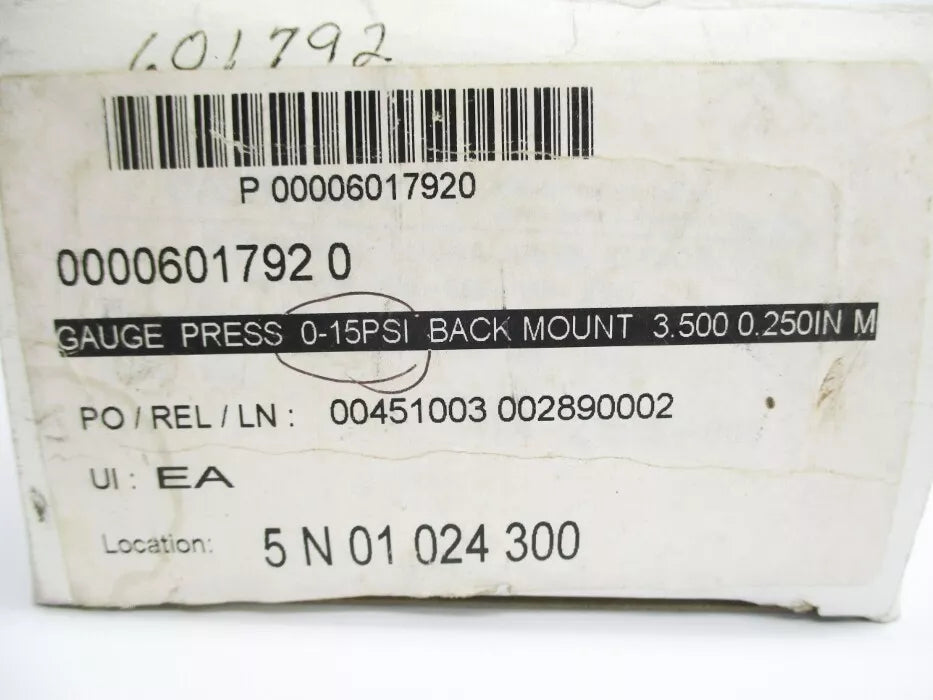 601792
P 00006017920
0000601792 0
GAUGE PRESS 0-15PSI BACK MOUNT 3.500 0.250IN M
PO / REL / LN : 00451003 002890002
UI : EA
Location: 5 N 01 024 300